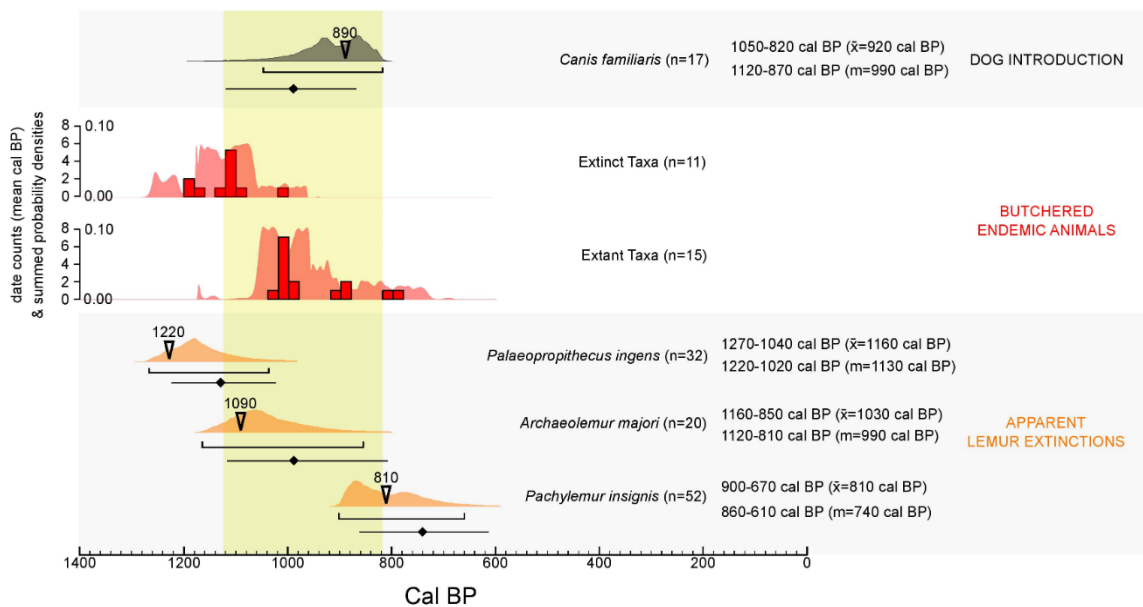 890
Canis familiaris (n=17)
1050-820 cal BP (x̄=920 cal BP)
1120-870 cal BP (m=990 cal BP)
DOG INTRODUCTION
date counts (mean cal BP)
& summed probability densities
8 0.10
6
4
2
0 0.00
Extinct Taxa (n=11)
8 0.10
6
4
2
0 0.00
Extant Taxa (n=15)
BUTCHERED
ENDEMIC ANIMALS
1220
Palaeopropithecus ingens (n=32)
1270-1040 cal BP (x̄=1160 cal BP)
1220-1020 cal BP (m=1130 cal BP)
1090
Archaeolemur majori (n=20)
1160-850 cal BP (x̄=1030 cal BP)
1120-810 cal BP (m=990 cal BP)
APPARENT
LEMUR EXTINCTIONS
810
Pachylemur insignis (n=52)
900-670 cal BP (x̄=810 cal BP)
860-610 cal BP (m=740 cal BP)
1400 1200 1000 800 600 400 200 0
Cal BP